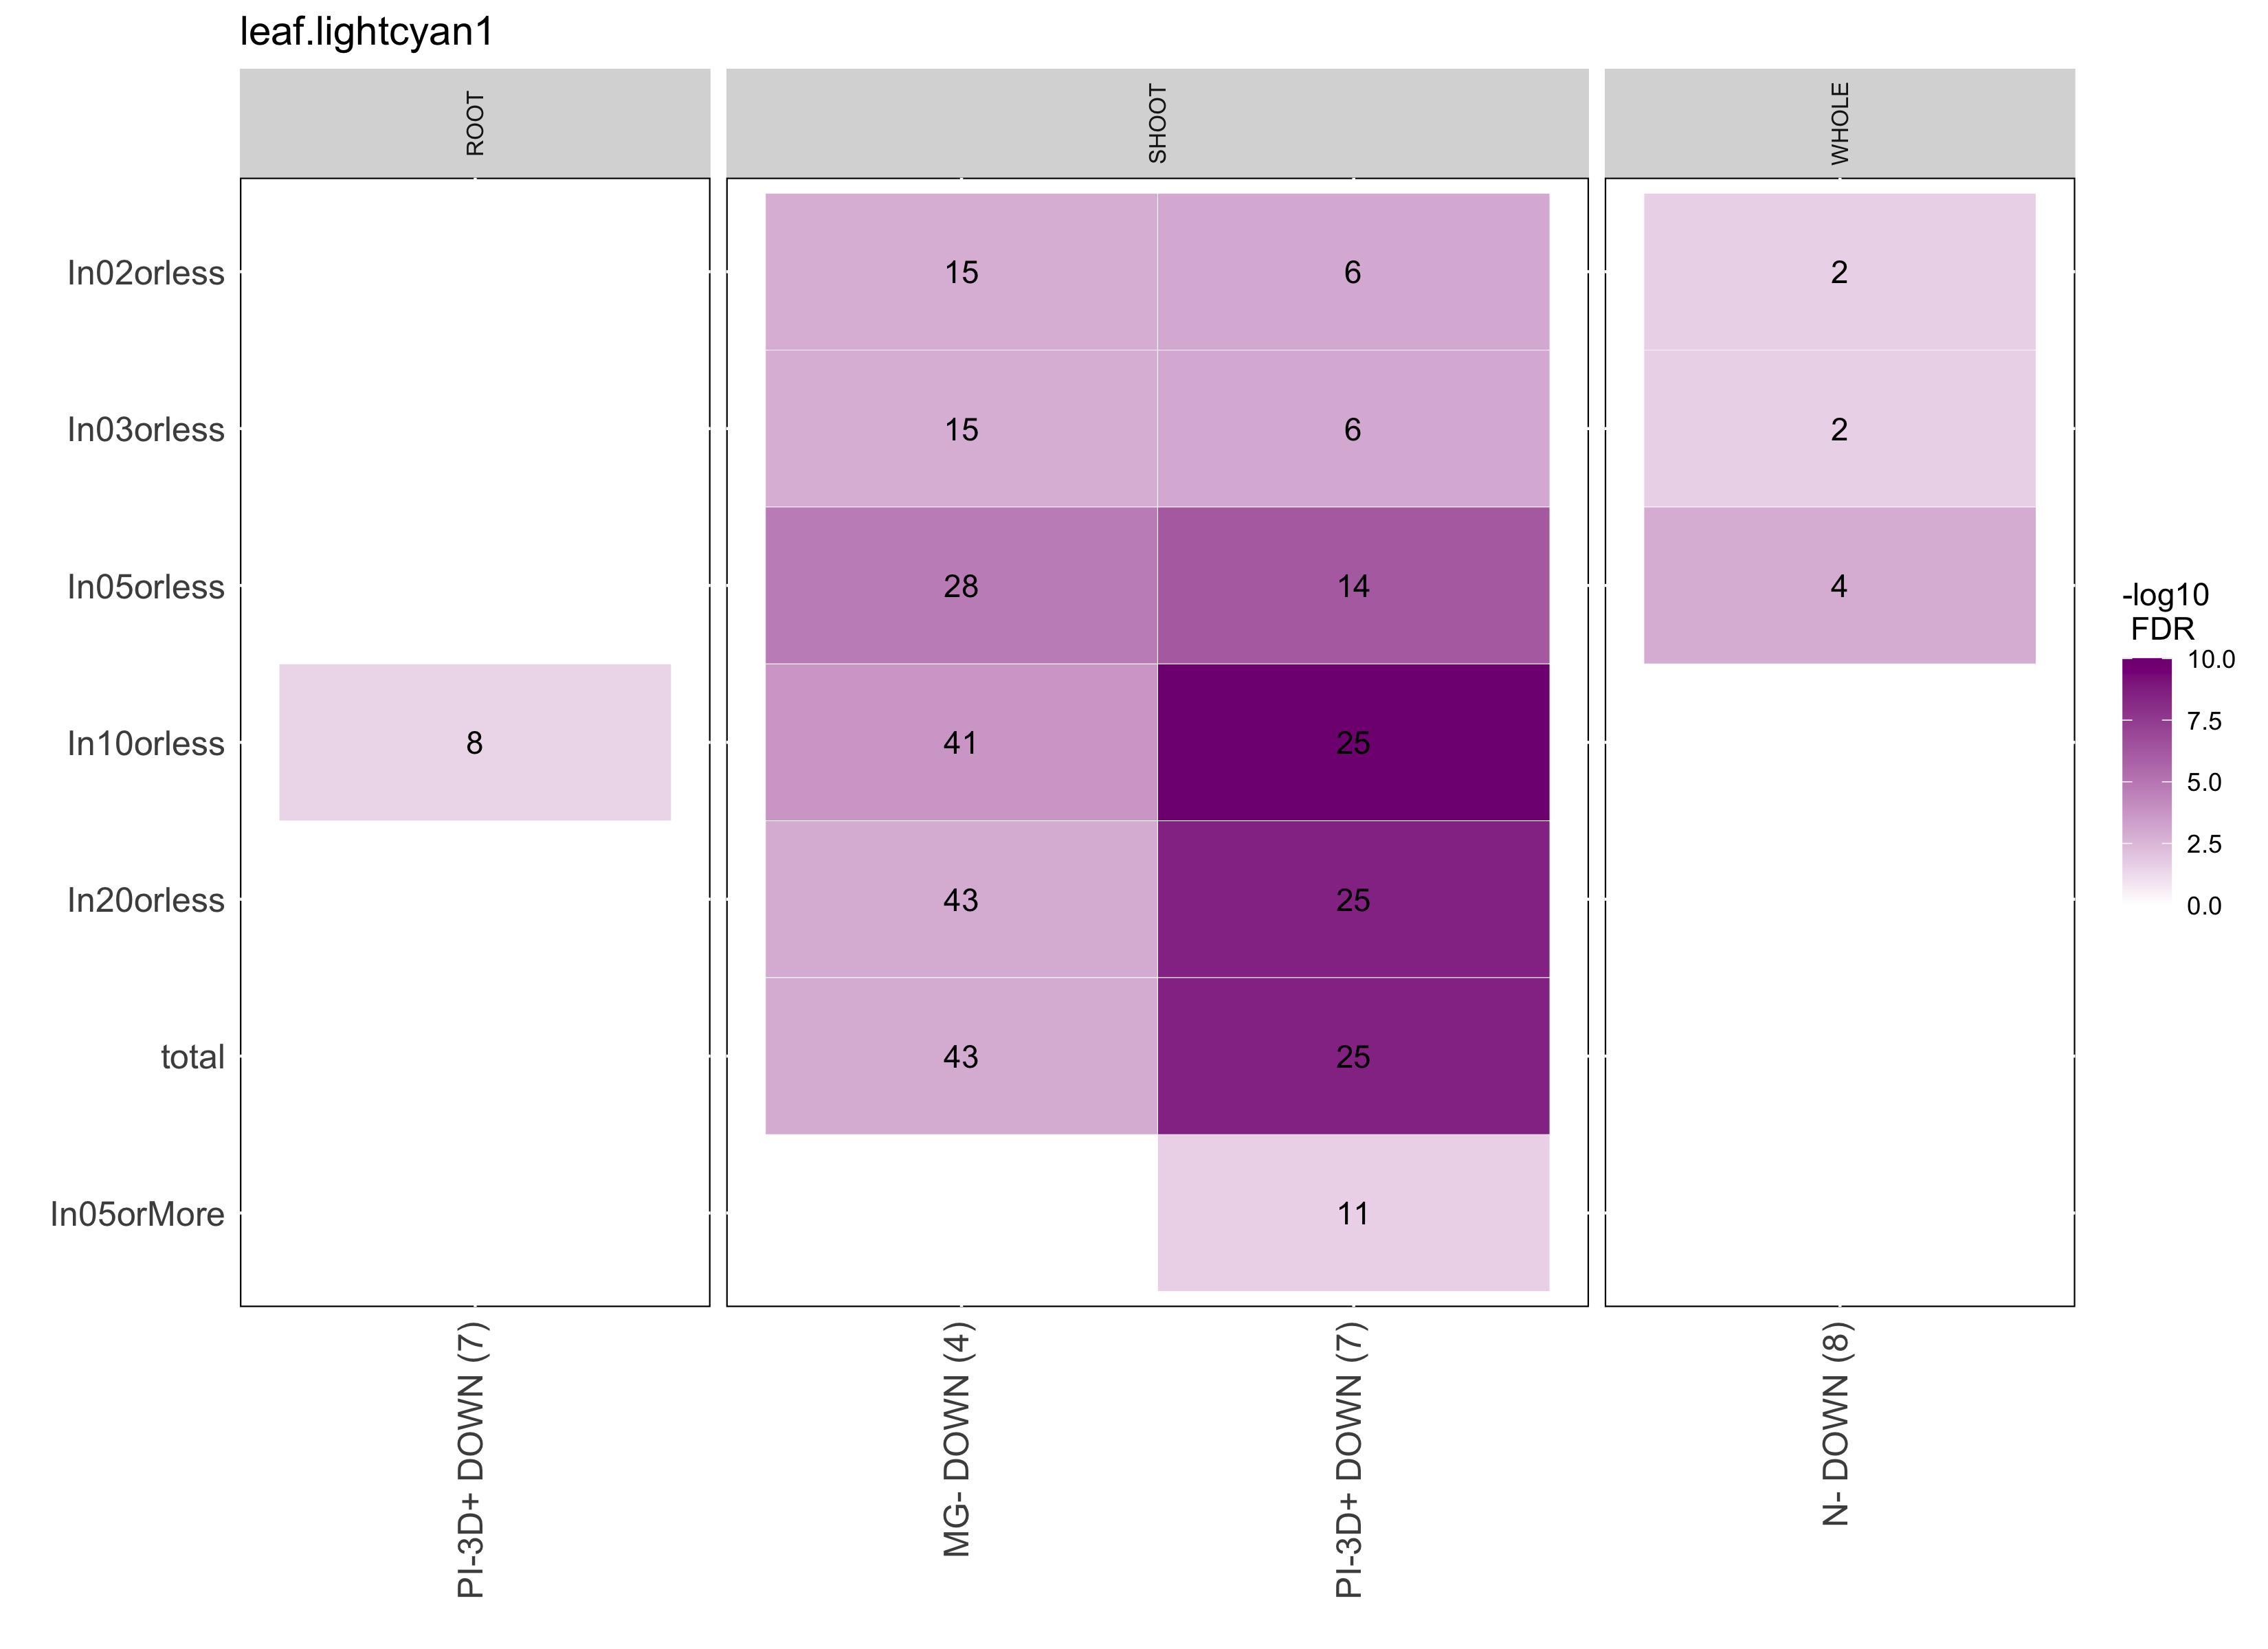 leaf.lightcyan1
ROOT
SHOOT
WHOLE
In02orless
15
6
2
In03orless
15
6
2
In05orless
28
14
4
In10orless
8
41
25
In20orless
43
25
total
43
25
In05orMore
11
PI-3D+ DOWN (7)
MG- DOWN (4)
PI-3D+ DOWN (7)
N- DOWN (8)
-log10
FDR
10.0
7.5
5.0
2.5
0.0